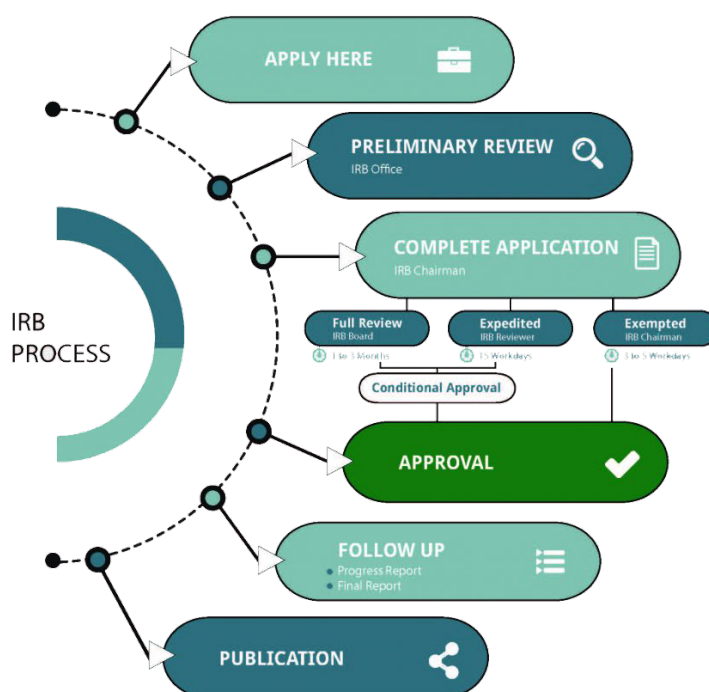 APPLY HERE
PRELIMINARY REVIEW
IRB Office
COMPLETE APPLICATION
IRB Chairman
IRB
PROCESS
Full Review
IRB Board
1 to 3 Months
Expedited
IRB Reviewer
15 Workdays
Exempted
IRB Chairman
3 to 5 Workdays
Conditional Approval
APPROVAL
FOLLOW UP
Progress Report
Final Report
PUBLICATION